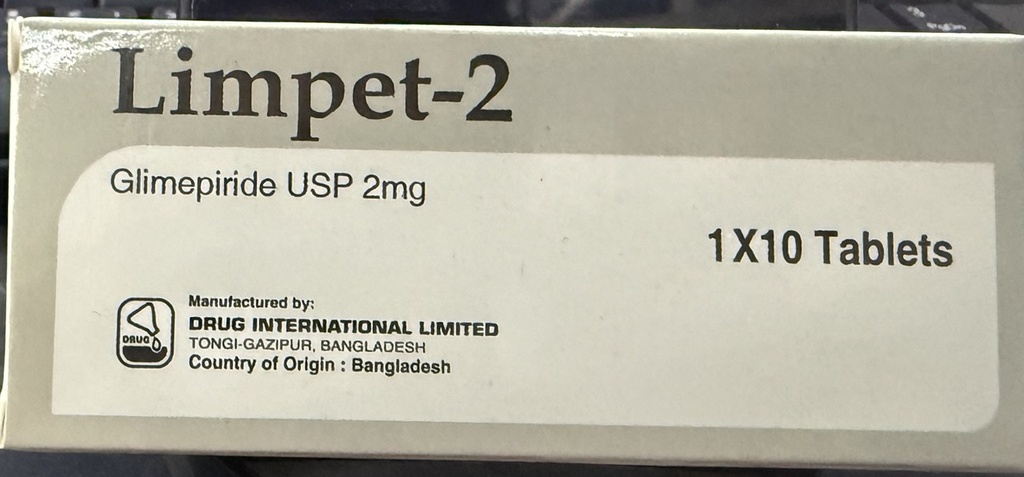 Limpet-2
Glimepiride USP 2mg
1X10 Tablets
Manufactured by:
DRUG
DRUG INTERNATIONAL LIMITED
TONGI-GAZIPUR, BANGLADESH
Country of Origin : Bangladesh